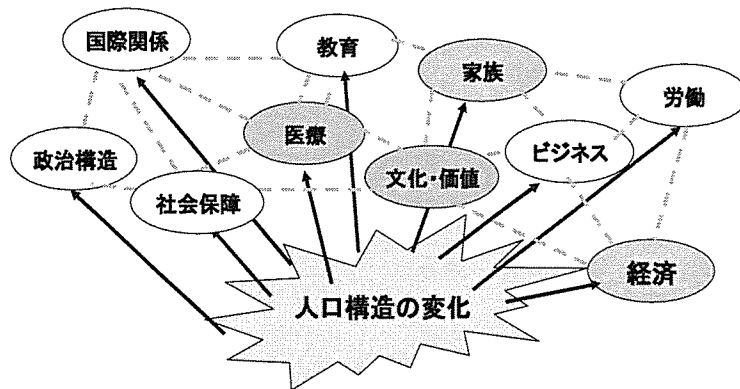 国際関係
教育
家族
労働
医療
ビジネス
政治構造
文化・価値
社会保障
経済
人口構造の変化